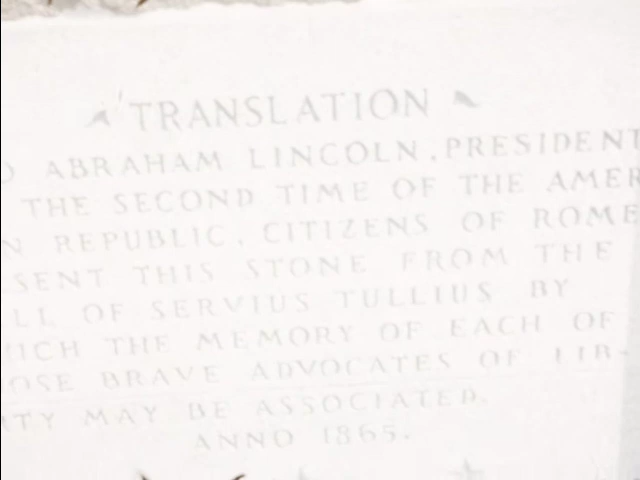 TRANSLATION
ABRAHAM LINCOLN, PRESIDENT
THE SECOND TIME OF THE AMER
N REPUBLIC, CITIZENS OF ROME
SENT THIS STONE FROM THE
LL OF SERVIUS TULLIUS BY
ICH THE MEMORY OF EACH OF
OSE BRAVE ADVOCATES OF LIB-
RTY MAY BE ASSOCIATED.
ANNO 1865.